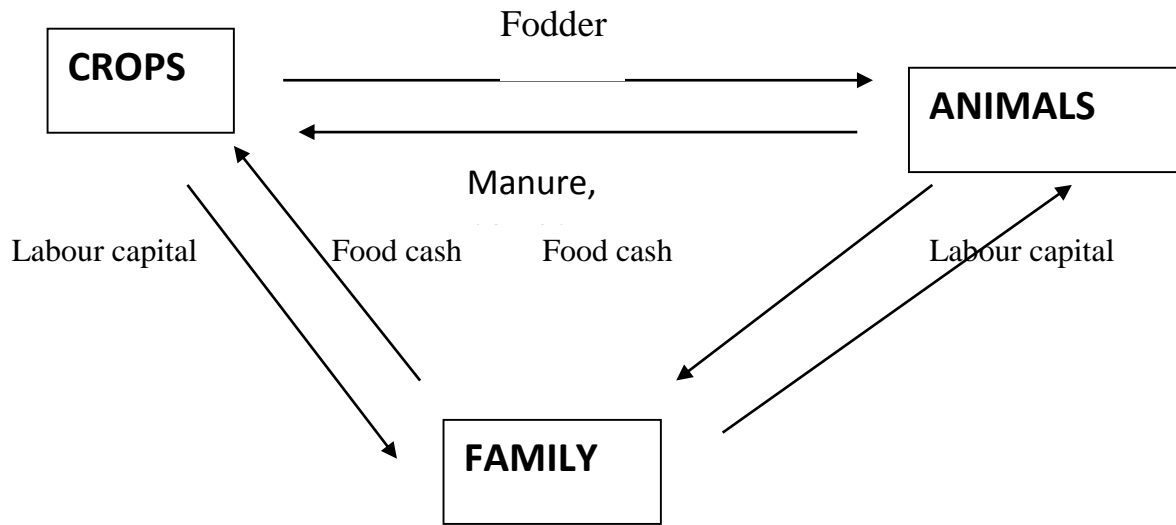 Fodder
CROPS
ANIMALS
Manure,
Labour capital Food cash Food cash Labour capital
FAMILY